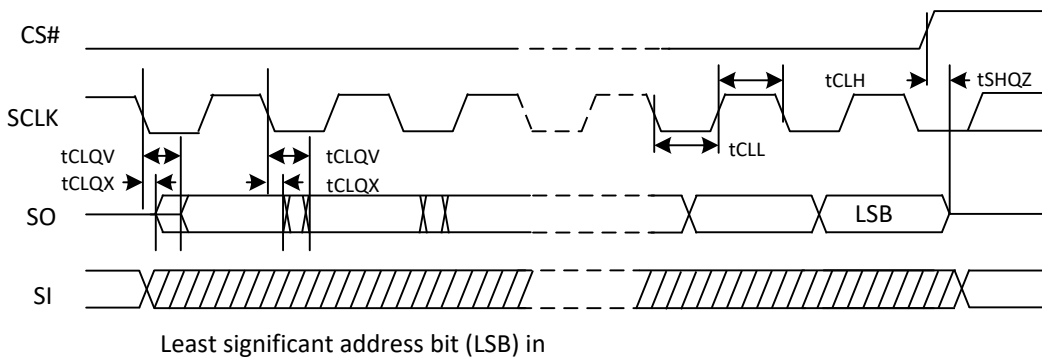 CS#
tCLH
tSHQZ
SCLK
tCLL
tCLQV
tCLQV
tCLQX
tCLQX
SO
LSB
SI
Least significant address bit (LSB) in